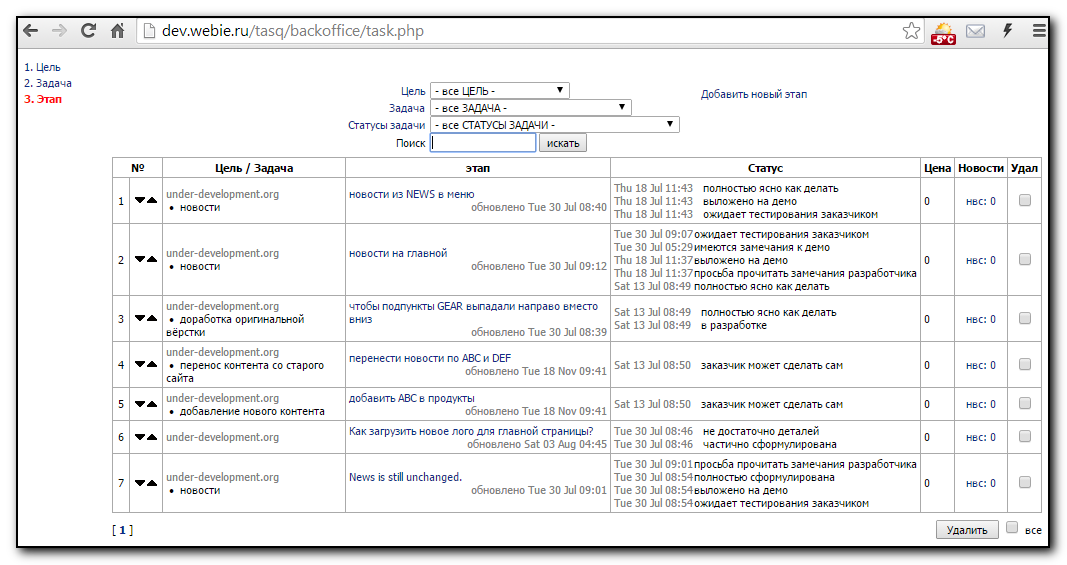 dev.webie.ru/tasq/backoffice/task.php
-5°C
1. Цель
2. Задача
3. Этап
Цель - все ЦЕЛЬ -
Добавить новый этап
Задача - все ЗАДАЧА -
Статусы задачи - все СТАТУСЫ ЗАДАЧИ -
Поиск искать
№ Цель / Задача этап Статус Цена Новости Удал
1 under-development.org
• новости
новости из NEWS в меню
обновлено Tue 30 Jul 08:40
Thu 18 Jul 11:43 полностью ясно как делать
Thu 18 Jul 11:43 выложено на демо
Thu 18 Jul 11:43 ожидает тестирования заказчиком
0 нвс: 0
2 under-development.org
• новости
новости на главной
обновлено Tue 30 Jul 09:12
Tue 30 Jul 09:07 ожидает тестирования заказчиком
Tue 30 Jul 05:29 имеются замечания к демо
Thu 18 Jul 11:37 выложено на демо
Thu 18 Jul 11:37 просьба прочитать замечания разработчика
Sat 13 Jul 08:49 полностью ясно как делать
0 нвс: 0
3 under-development.org
• доработка оригинальной
вёрстки
чтобы подпункты GEAR выпадали направо вместо
вниз
обновлено Tue 30 Jul 08:39
Sat 13 Jul 08:49 полностью ясно как делать
Sat 13 Jul 08:49 в разработке
0 нвс: 0
4 under-development.org
• перенос контента со старого
сайта
перенести новости по ABC и DEF
обновлено Tue 18 Nov 09:41
Sat 13 Jul 08:50 заказчик может сделать сам
0 нвс: 0
5 under-development.org
• добавление нового контента
добавить ABC в продукты
обновлено Tue 18 Nov 09:41
Sat 13 Jul 08:50 заказчик может сделать сам
0 нвс: 0
6 under-development.org
Как загрузить новое лого для главной страницы?
обновлено Sat 03 Aug 04:45
Tue 30 Jul 08:46 не достаточно деталей
Tue 30 Jul 08:46 частично сформулирована
0 нвс: 0
7 under-development.org
• новости
News is still unchanged.
обновлено Tue 30 Jul 09:01
Tue 30 Jul 09:01 просьба прочитать замечания разработчика
Tue 30 Jul 08:54 полностью сформулирована
Tue 30 Jul 08:54 выложено на демо
Tue 30 Jul 08:54 ожидает тестирования заказчиком
0 нвс: 0
[ 1 ]
Удалить все